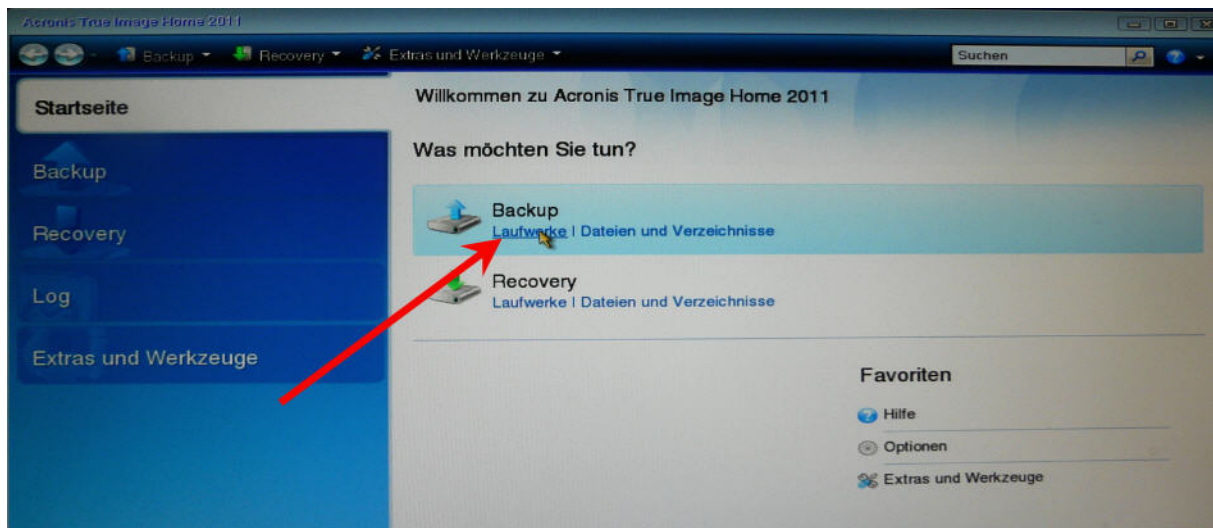 Acronis True Image Home 2011
Backup Recovery Extras und Werkzeuge Suchen
Startseite
Backup
Recovery
Log
Extras und Werkzeuge
Willkommen zu Acronis True Image Home 2011
Was möchten Sie tun?
Backup
Laufwerke | Dateien und Verzeichnisse
Recovery
Laufwerke | Dateien und Verzeichnisse
Favoriten
Hilfe
Optionen
Extras und Werkzeuge